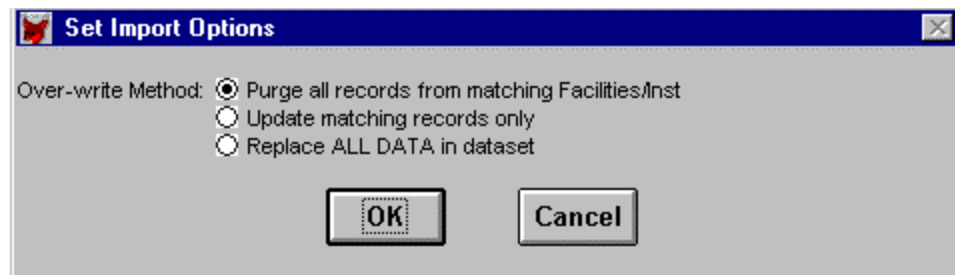 Set Import Options
Over-write Method: Purge all records from matching Facilities/Inst
Update matching records only
Replace ALL DATA in dataset
OK Cancel